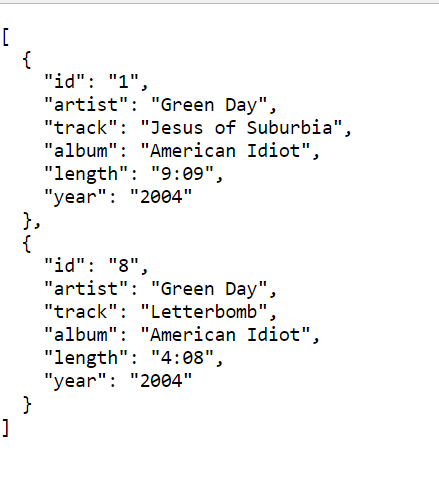 [
  {
    "id": "1",
    "artist": "Green Day",
    "track": "Jesus of Suburbia",
    "album": "American Idiot",
    "length": "9:09",
    "year": "2004"
  },
  {
    "id": "8",
    "artist": "Green Day",
    "track": "Letterbomb",
    "album": "American Idiot",
    "length": "4:08",
    "year": "2004"
  }
]